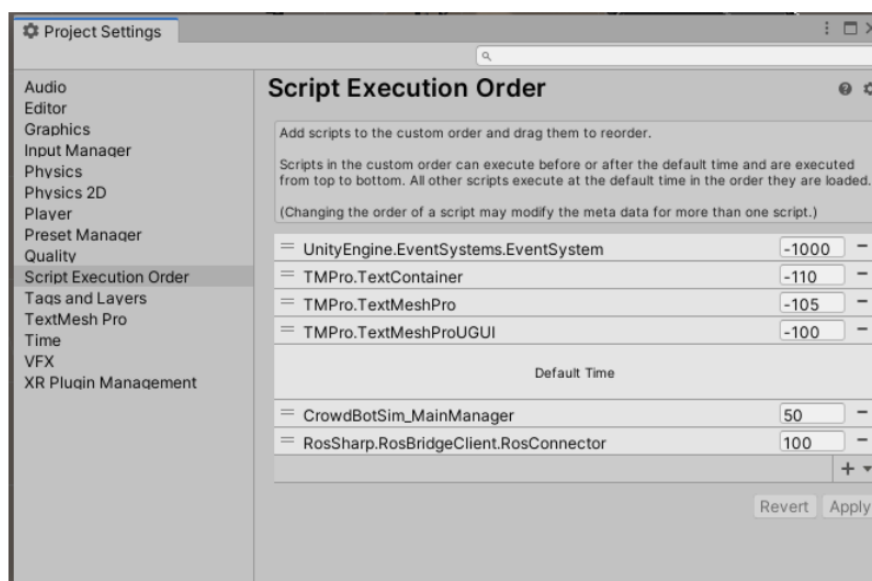 Project Settings
Audio
Editor
Graphics
Input Manager
Physics
Physics 2D
Player
Preset Manager
Quality
Script Execution Order
Tags and Layers
TextMesh Pro
Time
VFX
XR Plugin Management
Script Execution Order
Add scripts to the custom order and drag them to reorder.
Scripts in the custom order can execute before or after the default time and are executed
from top to bottom. All other scripts execute at the default time in the order they are loaded.
(Changing the order of a script may modify the meta data for more than one script.)
UnityEngine.EventSystems.EventSystem -1000
TMPro.TextContainer -110
TMPro.TextMeshPro -105
TMPro.TextMeshProUGUI -100
Default Time
CrowdBotSim_MainManager 50
RosSharp.RosBridgeClient.RosConnector 100
Revert Apply